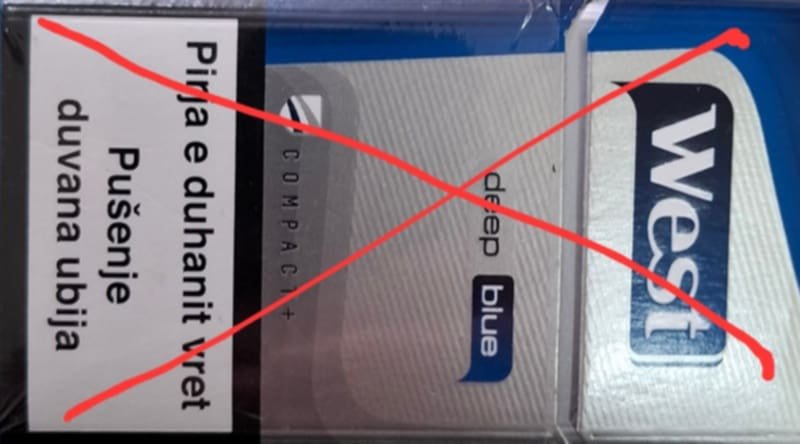 West
deep
blue
COMPACT+
Pirja e duhanit vret
Pušenje
duvana ubija